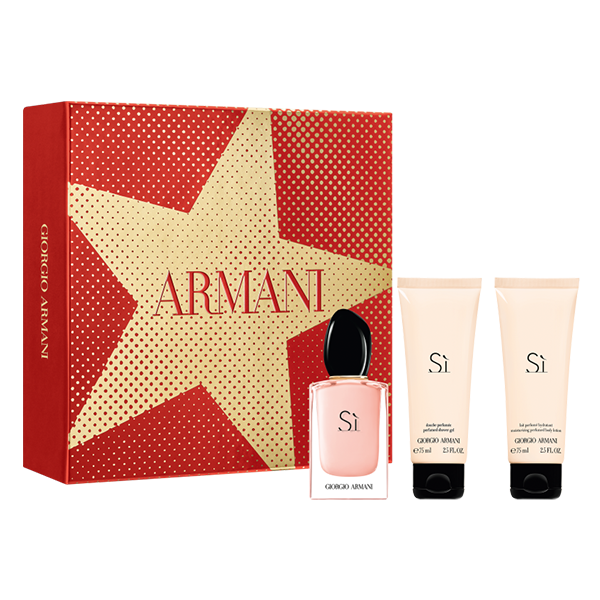 GIORGIO ARMANI
ARMANI
Sì
GIORGIO ARMANI
Sì
douche parfumée
perfumed shower gel
GIORGIO ARMANI
℮75 ml 2.5 FL.OZ.
Sì
lait parfumé hydratant
moisturizing perfumed body lotion
GIORGIO ARMANI
℮75 ml 2.5 FL.OZ.